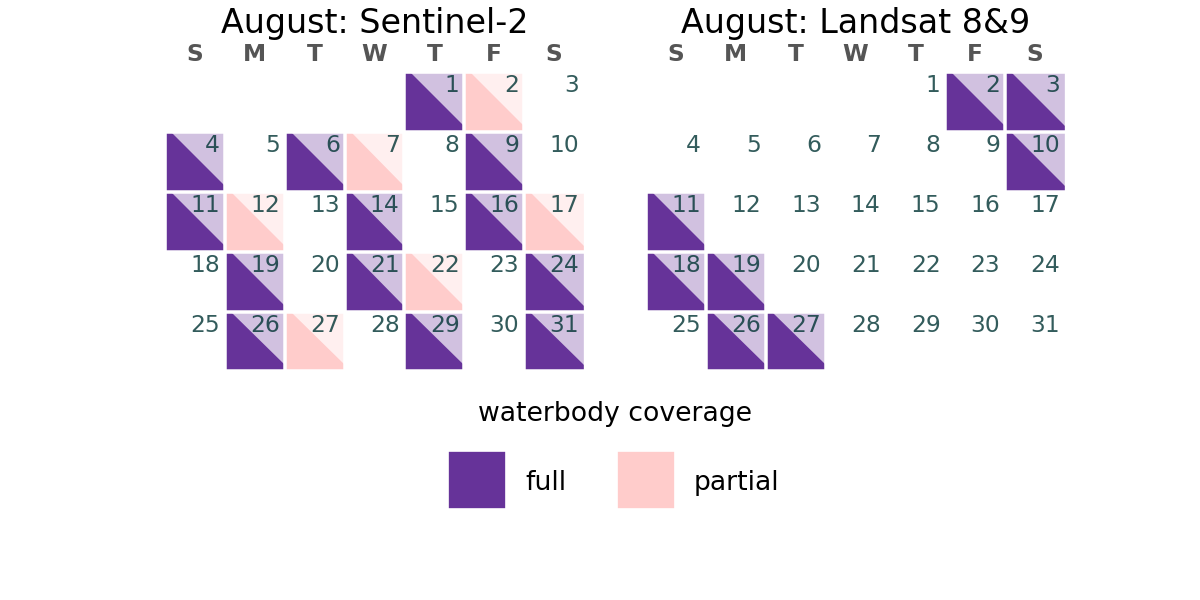 August: Sentinel-2 August: Landsat 8&9
S M T W T F S S M T W T F S
1 2 3 1 2 3
4 5 6 7 8 9 10 4 5 6 7 8 9 10
11 12 13 14 15 16 17 11 12 13 14 15 16 17
18 19 20 21 22 23 24 18 19 20 21 22 23 24
25 26 27 28 29 30 31 25 26 27 28 29 30 31
waterbody coverage
full partial